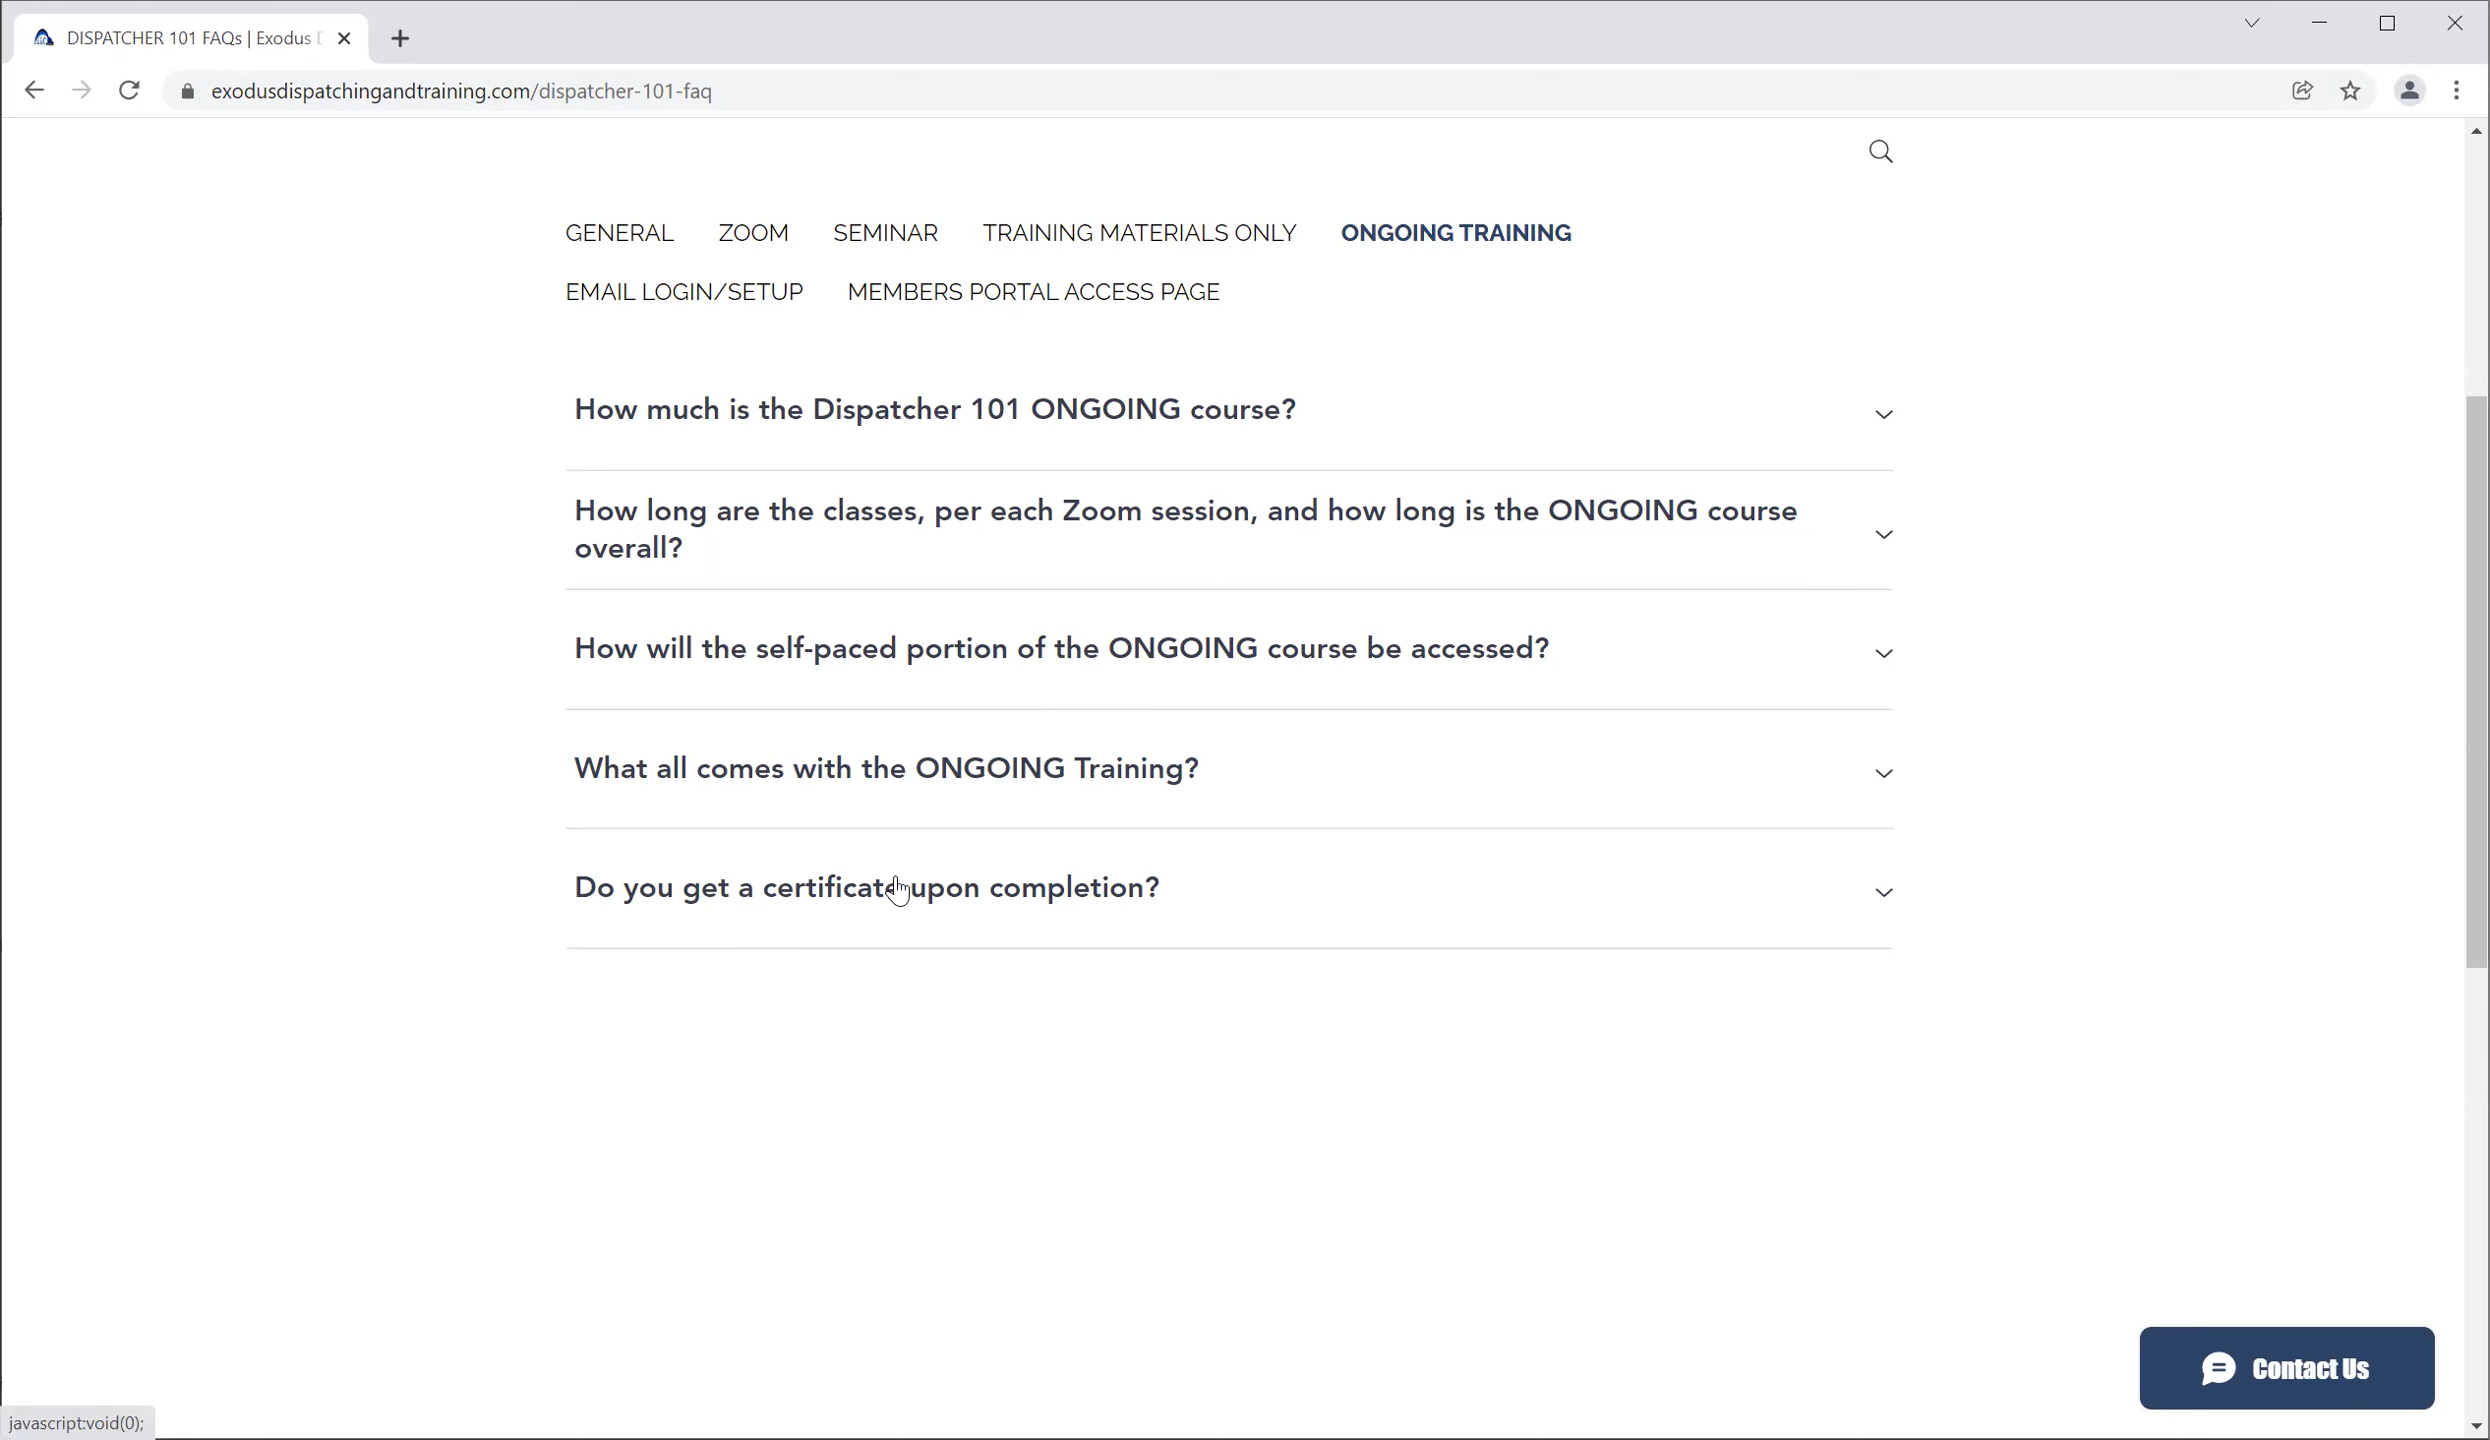 DISPATCHER 101 FAQs | Exodus
exodusdispatchingandtraining.com/dispatcher-101-faq
GENERAL ZOOM SEMINAR TRAINING MATERIALS ONLY ONGOING TRAINING
EMAIL LOGIN/SETUP MEMBERS PORTAL ACCESS PAGE
How much is the Dispatcher 101 ONGOING course?
How long are the classes, per each Zoom session, and how long is the ONGOING course
overall?
How will the self-paced portion of the ONGOING course be accessed?
What all comes with the ONGOING Training?
Do you get a certificate upon completion?
Contact Us
javascript:void(0);